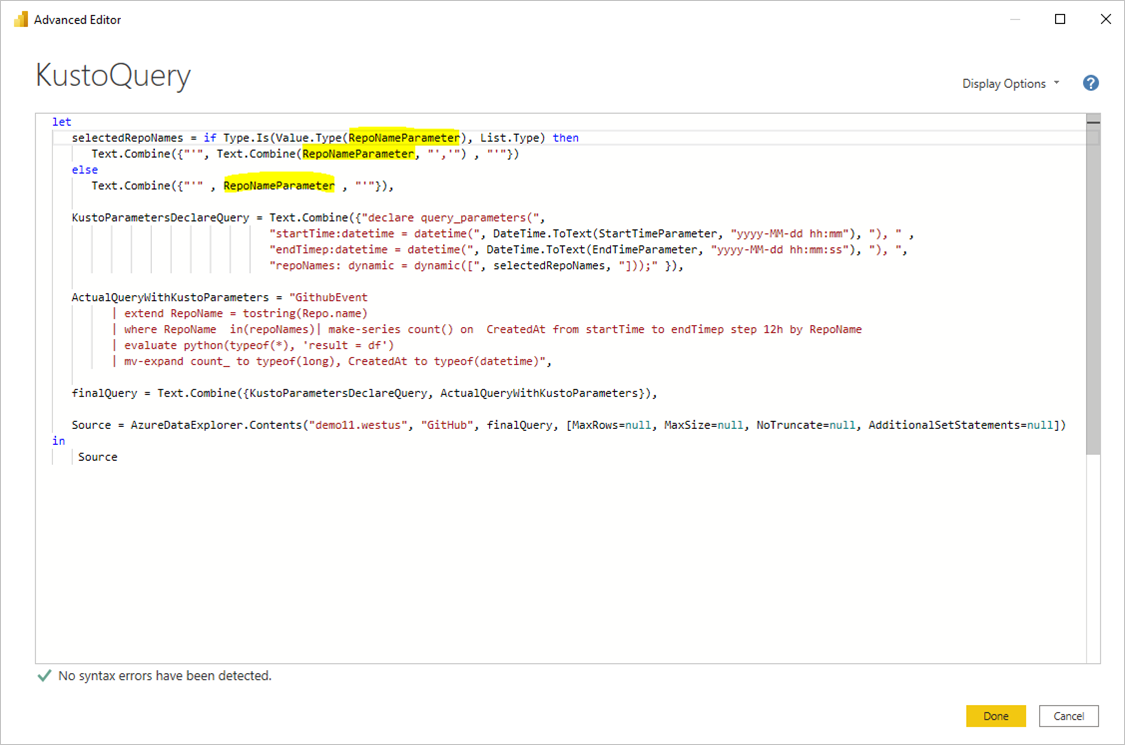 Advanced Editor
KustoQuery
Display Options
?
let
selectedRepoNames = if Type.Is(Value.Type(RepoNameParameter), List.Type) then
Text.Combine({"'", Text.Combine(RepoNameParameter, "','") , "'"})
else
Text.Combine({"'" , RepoNameParameter , "'"}),
KustoParametersDeclareQuery = Text.Combine({"declare query_parameters(",
"startTime:datetime = datetime(", DateTime.ToText(StartTimeParameter, "yyyy-MM-dd hh:mm"), "), " ,
"endTimep:datetime = datetime(", DateTime.ToText(EndTimeParameter, "yyyy-MM-dd hh:mm:ss"), "), ",
"repoNames: dynamic = dynamic([", selectedRepoNames, "]));" }),
ActualQueryWithKustoParameters = "GithubEvent
| extend RepoName = tostring(Repo.name)
| where RepoName  in(repoNames)| make-series count() on  CreatedAt from startTime to endTimep step 12h by RepoName
| evaluate python(typeof(*), 'result = df')
| mv-expand count_ to typeof(long), CreatedAt to typeof(datetime)",
finalQuery = Text.Combine({KustoParametersDeclareQuery, ActualQueryWithKustoParameters}),
Source = AzureDataExplorer.Contents("demo11.westus", "GitHub", finalQuery, [MaxRows=null, MaxSize=null, NoTruncate=null, AdditionalSetStatements=null])
in
Source
No syntax errors have been detected.
Done
Cancel